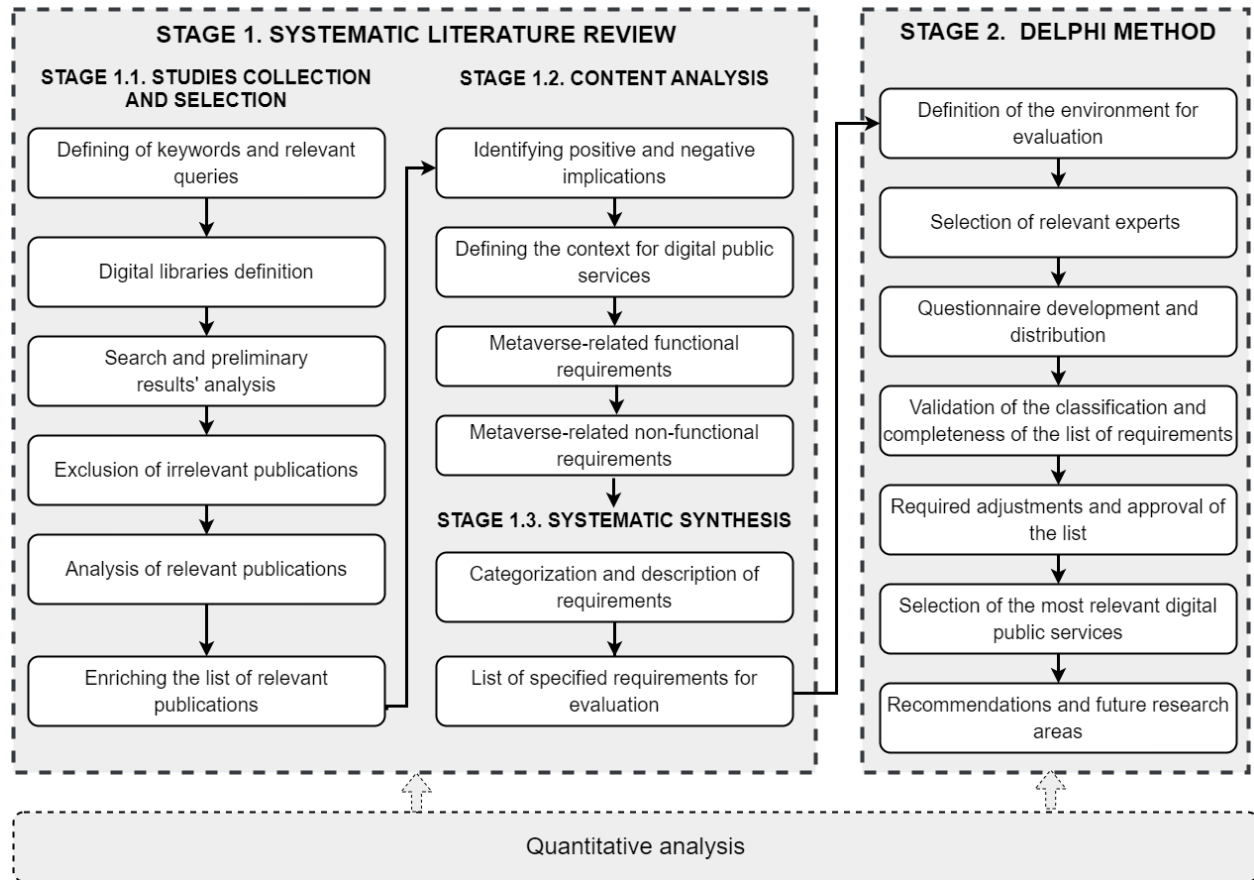 STAGE 1. SYSTEMATIC LITERATURE REVIEW
STAGE 1.1. STUDIES COLLECTION
AND SELECTION
Defining of keywords and relevant
queries
Digital libraries definition
Search and preliminary
results' analysis
Exclusion of irrelevant publications
Analysis of relevant publications
Enriching the list of relevant
publications
STAGE 1.2. CONTENT ANALYSIS
Identifying positive and negative
implications
Defining the context for digital public
services
Metaverse-related functional
requirements
Metaverse-related non-functional
requirements
STAGE 1.3. SYSTEMATIC SYNTHESIS
Categorization and description of
requirements
List of specified requirements for
evaluation
STAGE 2. DELPHI METHOD
Definition of the environment for
evaluation
Selection of relevant experts
Questionnaire development and
distribution
Validation of the classification and
completeness of the list of requirements
Required adjustments and approval of
the list
Selection of the most relevant digital
public services
Recommendations and future research
areas
Quantitative analysis